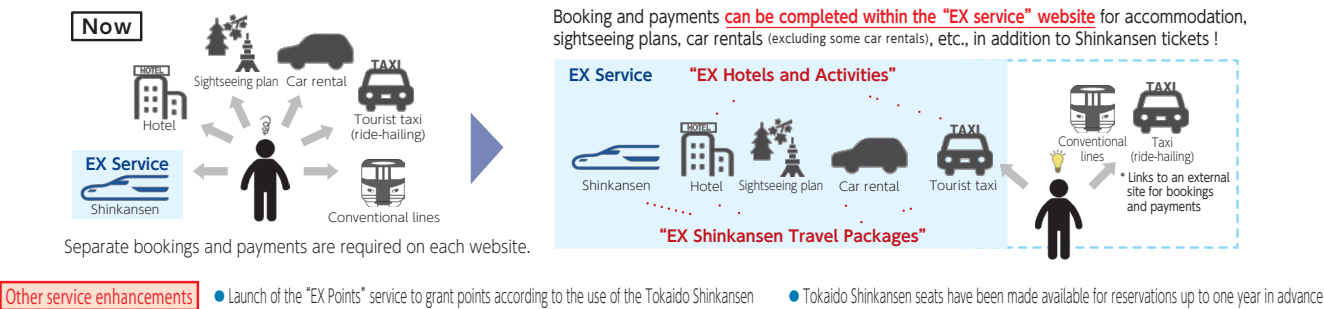 Now
Sightseeing plan
Car rental
HOTEL
Hotel
TAXI
Tourist taxi
(ride-hailing)
EX Service
Shinkansen
Conventional lines
Separate bookings and payments are required on each website.
Booking and payments can be completed within the “EX service” website for accommodation,
sightseeing plans, car rentals (excluding some car rentals), etc., in addition to Shinkansen tickets !
EX Service
“EX Hotels and Activities”
HOTEL
TAXI
Shinkansen
Hotel
Sightseeing plan
Car rental
Tourist taxi
“EX Shinkansen Travel Packages”
TAXI
Conventional
lines
Taxi
(ride-hailing)
* Links to an external
site for bookings
and payments
Other service enhancements
● Launch of the “EX Points” service to grant points according to the use of the Tokaido Shinkansen
● Tokaido Shinkansen seats have been made available for reservations up to one year in advance